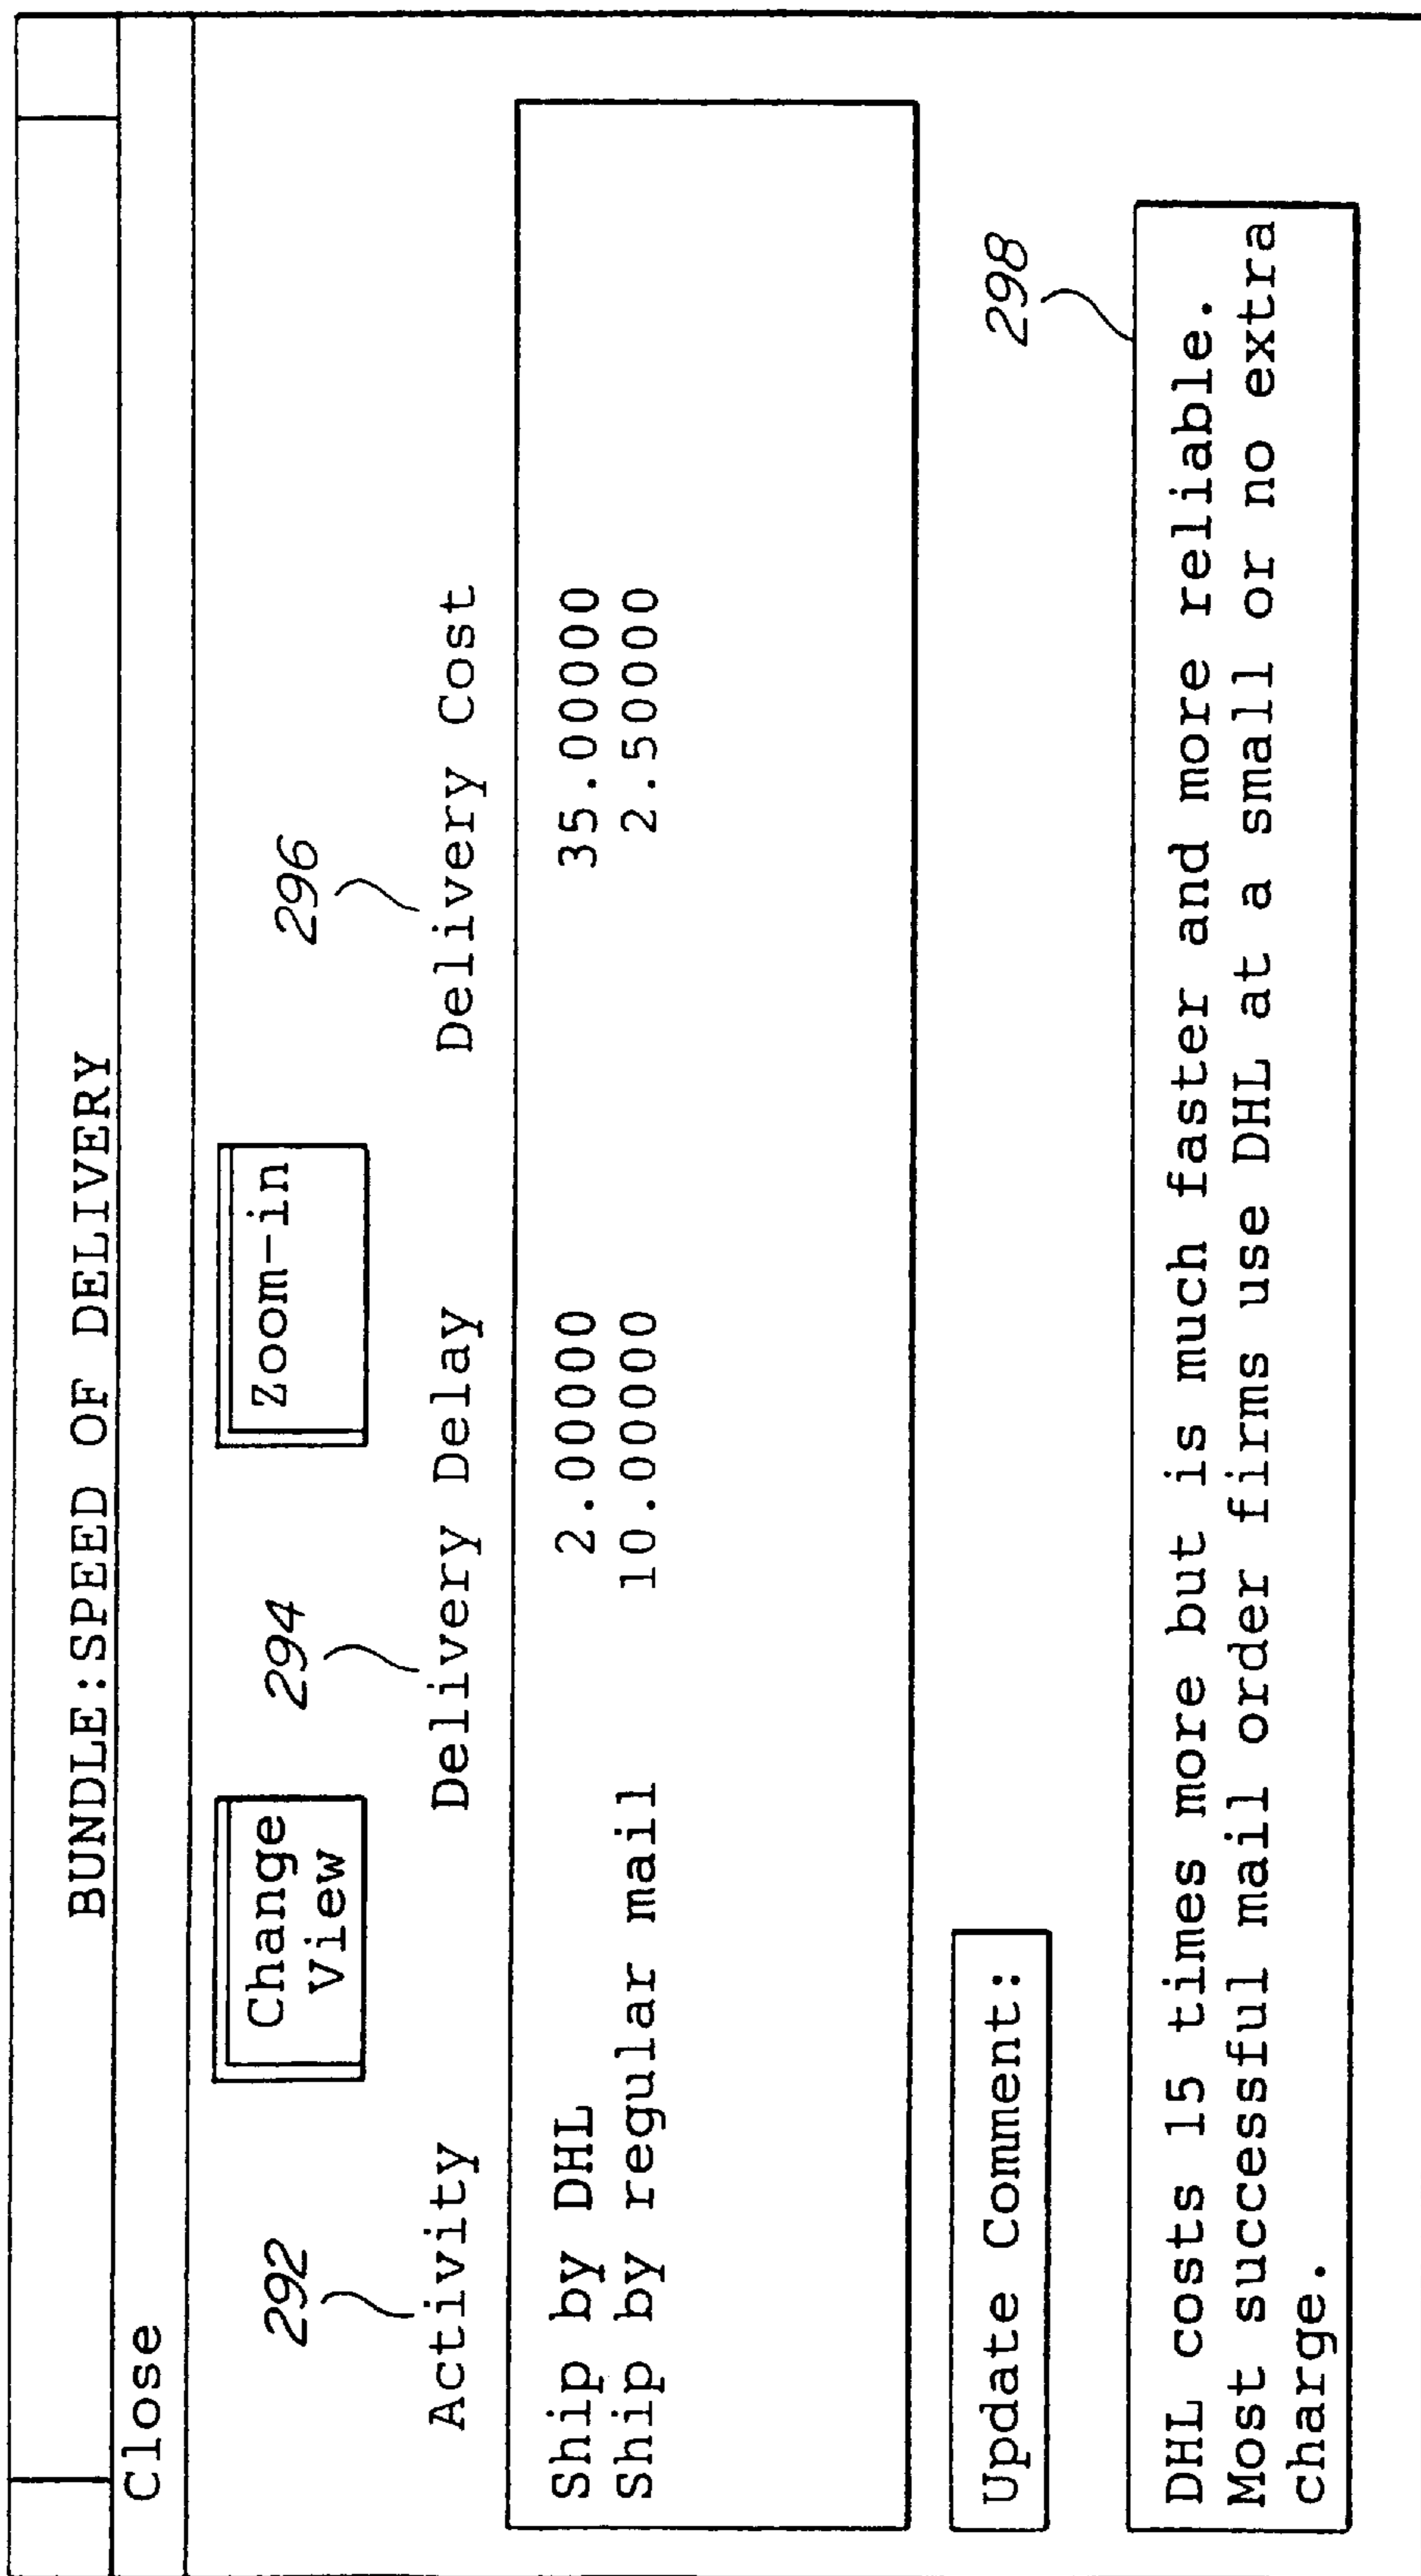 BUNDLE:SPEED OF DELIVERY
Close
Change View
Zoom-in
292
294
296
Activity Delivery Delay Delivery Cost
Ship by DHL 2.00000 35.00000
Ship by regular mail 10.00000 2.50000
Update Comment:
298
DHL costs 15 times more but is much faster and more reliable.
Most successful mail order firms use DHL at a small or no extra
charge.